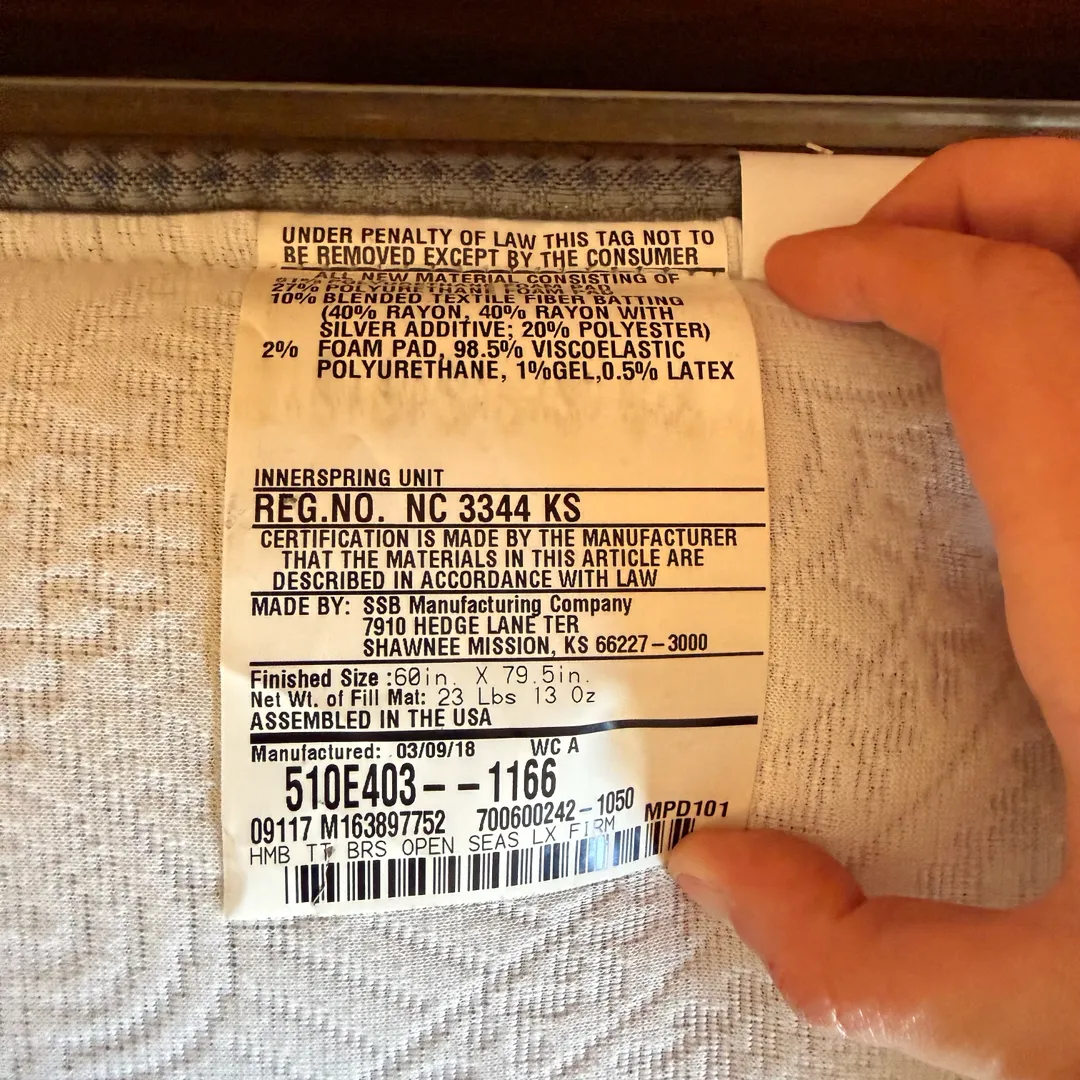 UNDER PENALTY OF LAW THIS TAG NOT TO
BE REMOVED EXCEPT BY THE CONSUMER
ALL NEW MATERIAL CONSISTING OF
27% POLYURETHANE FOAM PAD
10% BLENDED TEXTILE FIBER BATTING
(40% RAYON, 40% RAYON WITH
SILVER ADDITIVE; 20% POLYESTER)
2% FOAM PAD, 98.5% VISCOELASTIC
POLYURETHANE, 1%GEL,0.5% LATEX
INNERSPRING UNIT
REG.NO. NC 3344 KS
CERTIFICATION IS MADE BY THE MANUFACTURER
THAT THE MATERIALS IN THIS ARTICLE ARE
DESCRIBED IN ACCORDANCE WITH LAW
MADE BY: SSB Manufacturing Company
7910 HEDGE LANE TER
SHAWNEE MISSION, KS 66227-3000
Finished Size :60in. X 79.5in.
Net Wt. of Fill Mat: 23 Lbs 13 Oz
ASSEMBLED IN THE USA
Manufactured: 03/09/18 WC A
510E403- -1166
09117 M163897752 700600242-1050 MPD101
HMB TT BRS OPEN SEAS LX FIRM